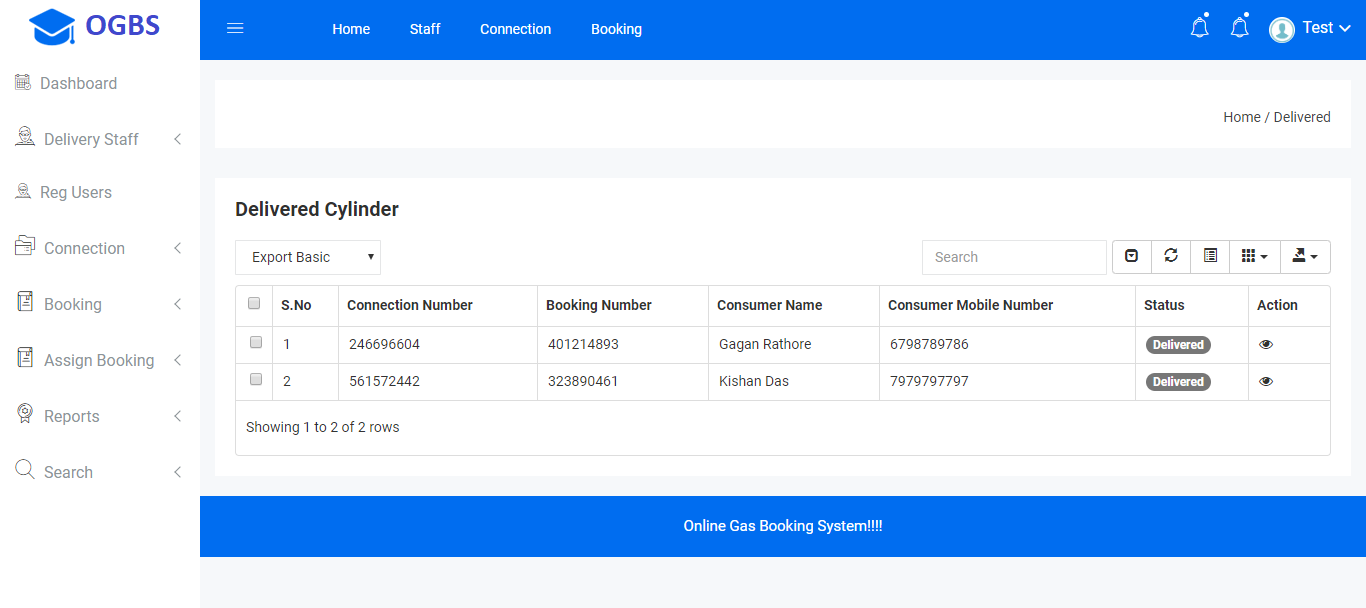 OGBS
Home Staff Connection Booking Test
Dashboard
Delivery Staff
Reg Users
Connection
Booking
Assign Booking
Reports
Search
Home / Delivered
Delivered Cylinder
Export Basic Search
S.No Connection Number Booking Number Consumer Name Consumer Mobile Number Status Action
1 246696604 401214893 Gagan Rathore 6798789786 Delivered
2 561572442 323890461 Kishan Das 7979797797 Delivered
Showing 1 to 2 of 2 rows
Online Gas Booking System!!!!